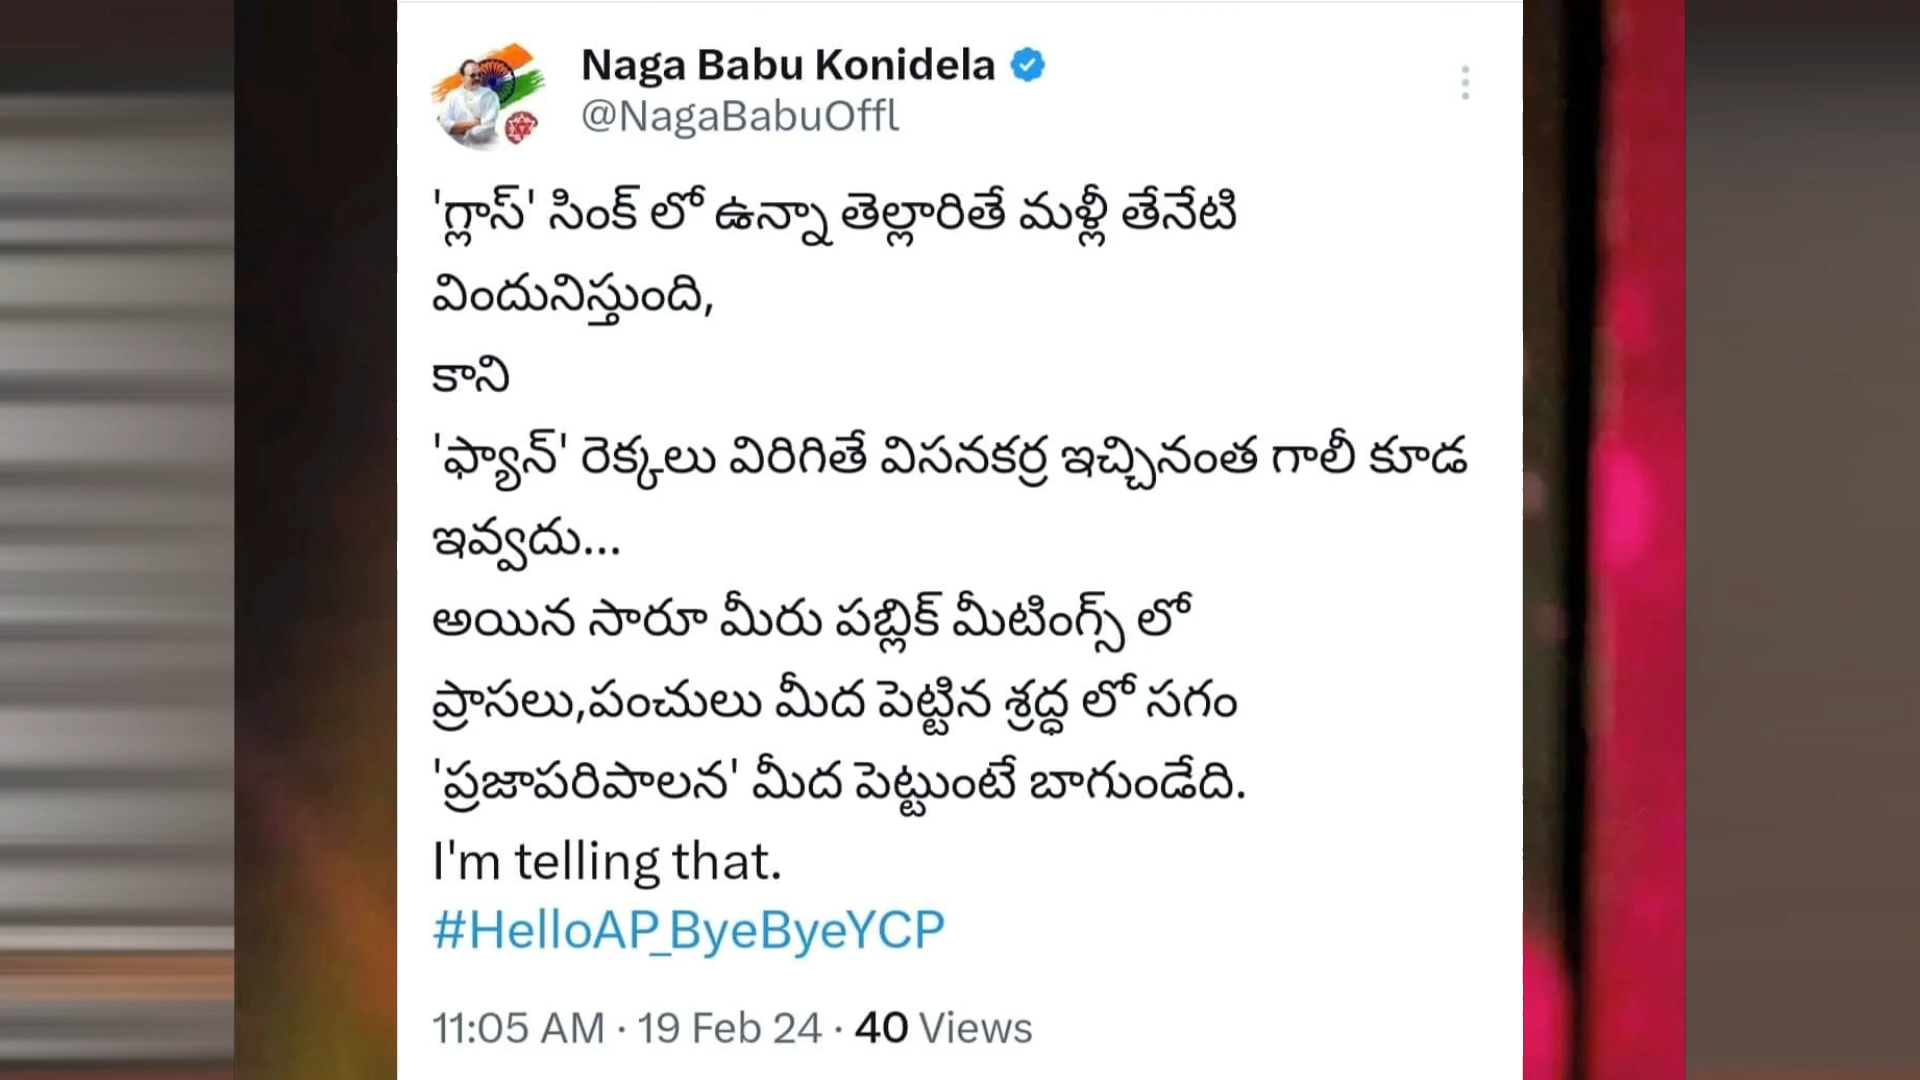 Naga Babu Konidela
@NagaBabuOffl
'గ్లాస్' సింక్ లో ఉన్నా తెల్లారితే మళ్లీ తేనేటి
విందునిస్తుంది,
కాని
'ఫ్యాన్' రెక్కలు విరిగితే విసనకర్ర ఇచ్చినంత గాలీ కూడ
ఇవ్వదు...
అయిన సారూ మీరు పబ్లిక్ మీటింగ్స్ లో
ప్రాసలు,పంచులు మీద పెట్టిన శ్రద్ధ లో సగం
'ప్రజాపరిపాలన' మీద పెట్టుంటే బాగుండేది.
I'm telling that.
#HelloAP_ByeByeYCP
11:05 AM · 19 Feb 24 · 40 Views